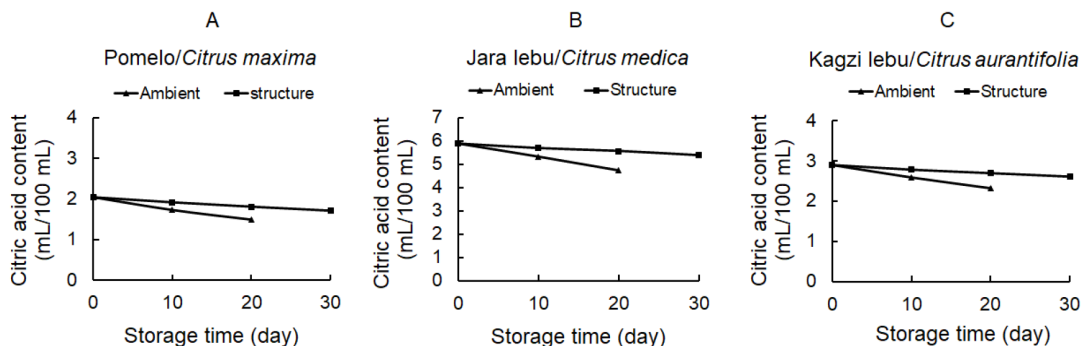 A
Pomelo/Citrus maxima
Ambient structure
Citric acid content
(mL/100 mL)
4
3
2
1
0
0 10 20 30
Storage time (day)
B
Jara lebu/Citrus medica
Ambient Structure
Citric acid content
(mL/100 mL)
7
6
5
4
3
2
1
0
0 10 20 30
Storage time (day)
C
Kagzi lebu/Citrus aurantifolia
Ambient Structure
Citric acid content
(mL/100 mL)
4
3
2
1
0
0 10 20 30
Storage time (day)